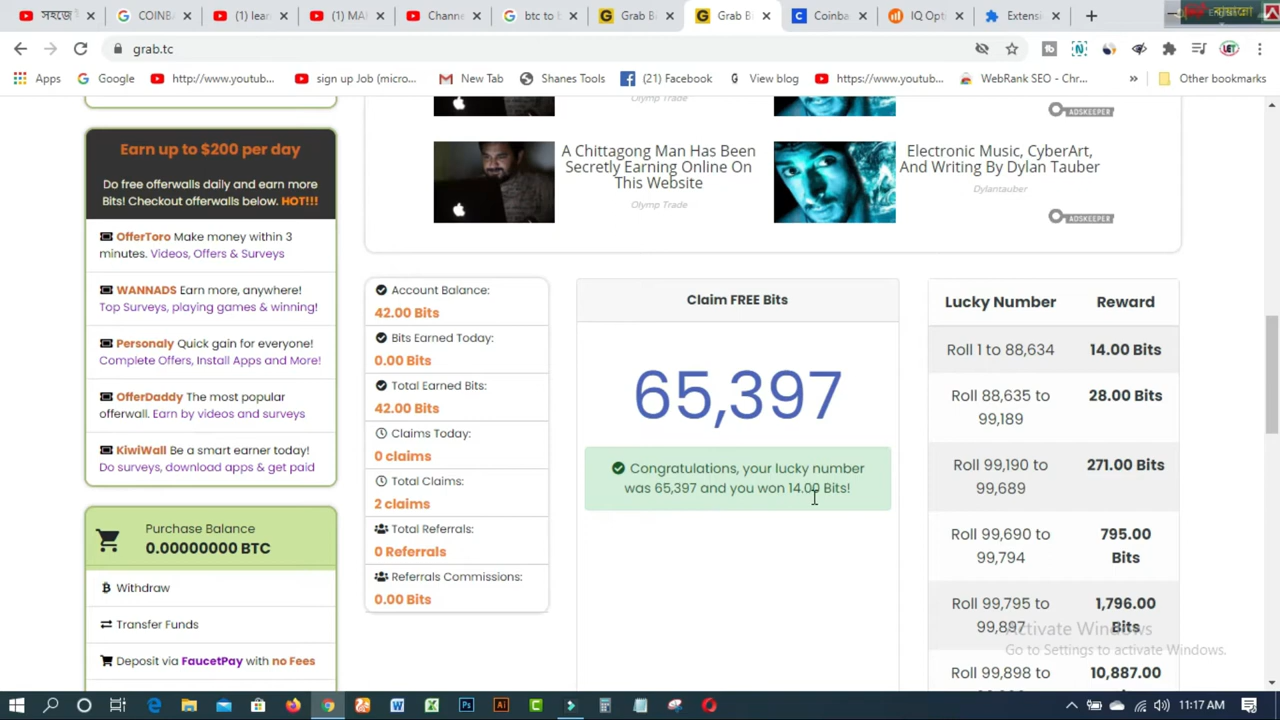 সহজে
COINB
(1) lear
(1) MA
Chann
btc to b
Grab B
Grab B
Coinba
IQ Op
Extens
grab.tc
Apps
Google
http://www.youtub...
sign up Job (micro...
New Tab
Shanes Tools
(21) Facebook
View blog
https://www.youtu...
WebRank SEO - Chr...
»
Other bookmarks
Earn up to $200 per day
Do free offerwalls daily and earn more
Bits! Checkout offerwalls below. HOT!!!
OfferToro Make money within 3
minutes. Videos, Offers & Surveys
WANNADS Earn more, anywhere!
Top Surveys, playing games & winning!
Personaly Quick gain for everyone!
Complete Offers, Install Apps and More!
OfferDaddy The most popular
offerwall. Earn by videos and surveys
KiwiWall Be a smart earner today!
Do surveys, download apps & get paid
Purchase Balance
0.00000000 BTC
Withdraw
Transfer Funds
Deposit via FaucetPay with no Fees
Olymp Trade
ADSKEEPER
A Chittagong Man Has Been
Secretly Earning Online On
This Website
Olymp Trade
Electronic Music, CyberArt,
And Writing By Dylan Tauber
Dylantauber
ADSKEEPER
Account Balance:
42.00 Bits
Bits Earned Today:
0.00 Bits
Total Earned Bits:
42.00 Bits
Claims Today:
0 claims
Total Claims:
2 claims
Total Referrals:
0 Referrals
Referrals Commissions:
0.00 Bits
Claim FREE Bits
65,397
Congratulations, your lucky number
was 65,397 and you won 14.00 Bits!
Lucky Number Reward
Roll 1 to 88,634 14.00 Bits
Roll 88,635 to
99,189
28.00 Bits
Roll 99,190 to
99,689
271.00 Bits
Roll 99,690 to
99,794
795.00
Bits
Roll 99,795 to
99,897
1,796.00
Bits
Roll 99,898 to
10,887.00
Activate Windows
Go to Settings to activate Windows.
11:17 AM